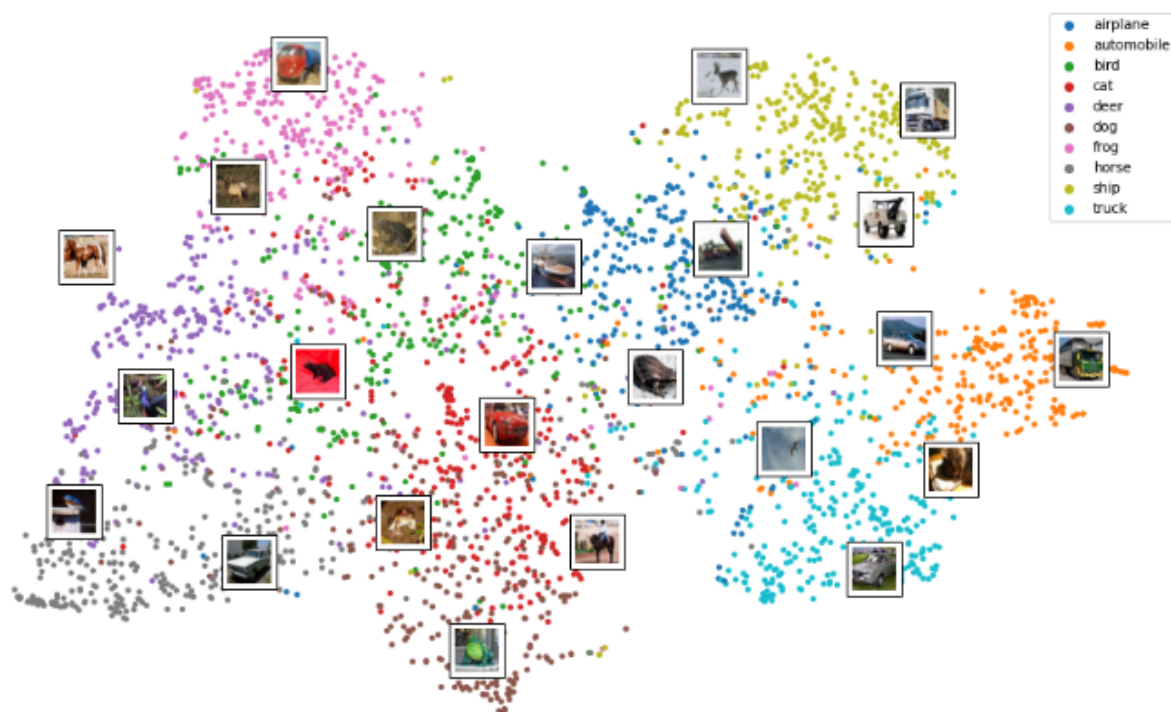 airplane
automobile
bird
cat
deer
dog
frog
horse
ship
truck